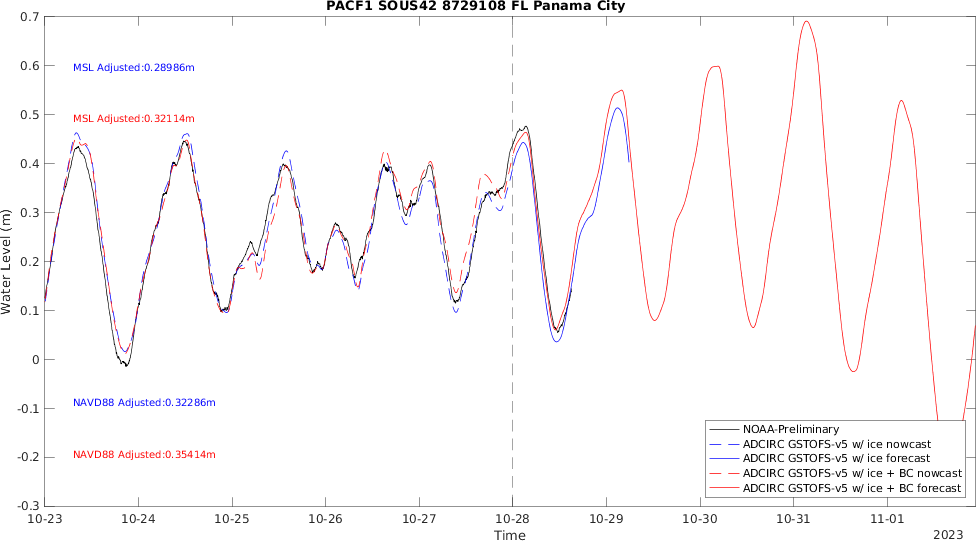 PACF1 SOUS42 8729108 FL Panama City
0.7
0.6
0.5
0.4
0.3
0.2
0.1
0
-0.1
-0.2
-0.3
Water Level (m)
MSL Adjusted:0.28986m
MSL Adjusted:0.32114m
NAVD88 Adjusted:0.32286m
NAVD88 Adjusted:0.35414m
NOAA-Preliminary
ADCIRC GSTOFS-v5 w/ ice nowcast
ADCIRC GSTOFS-v5 w/ ice forecast
ADCIRC GSTOFS-v5 w/ ice + BC nowcast
ADCIRC GSTOFS-v5 w/ ice + BC forecast
10-23 10-24 10-25 10-26 10-27 10-28 10-29 10-30 10-31 11-01
Time
2023